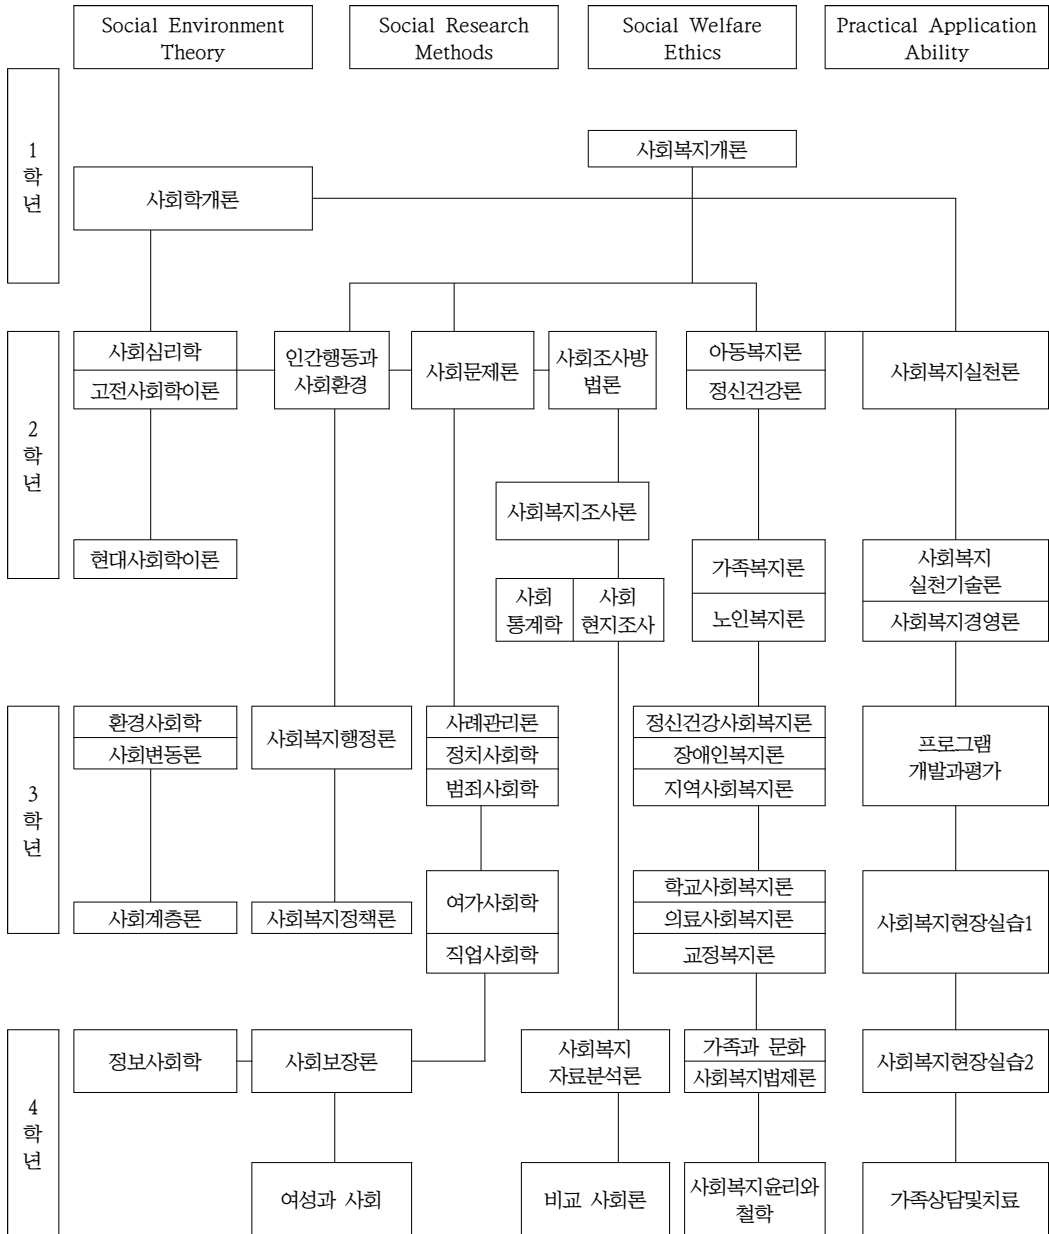 Social Environment
Theory
Social Research
Methods
Social Welfare
Ethics
Practical Application
Ability
1
학
년
사회복지개론
사회학개론
2
학
년
사회심리학
고전사회학이론
인간행동과
사회환경
사회문제론
사회조사방
법론
아동복지론
정신건강론
사회복지실천론
사회복지조사론
현대사회학이론
사회
통계학
사회
현지조사
가족복지론
노인복지론
사회복지
실천기술론
사회복지경영론
3
학
년
환경사회학
사회변동론
사회복지행정론
사례관리론
정치사회학
범죄사회학
정신건강사회복지론
장애인복지론
지역사회복지론
프로그램
개발과평가
사회계층론
사회복지정책론
여가사회학
직업사회학
학교사회복지론
의료사회복지론
교정복지론
사회복지현장실습1
4
학
년
정보사회학
사회보장론
사회복지
자료분석론
가족과 문화
사회복지법제론
사회복지현장실습2
여성과 사회
비교 사회론
사회복지윤리와
철학
가족상담및치료